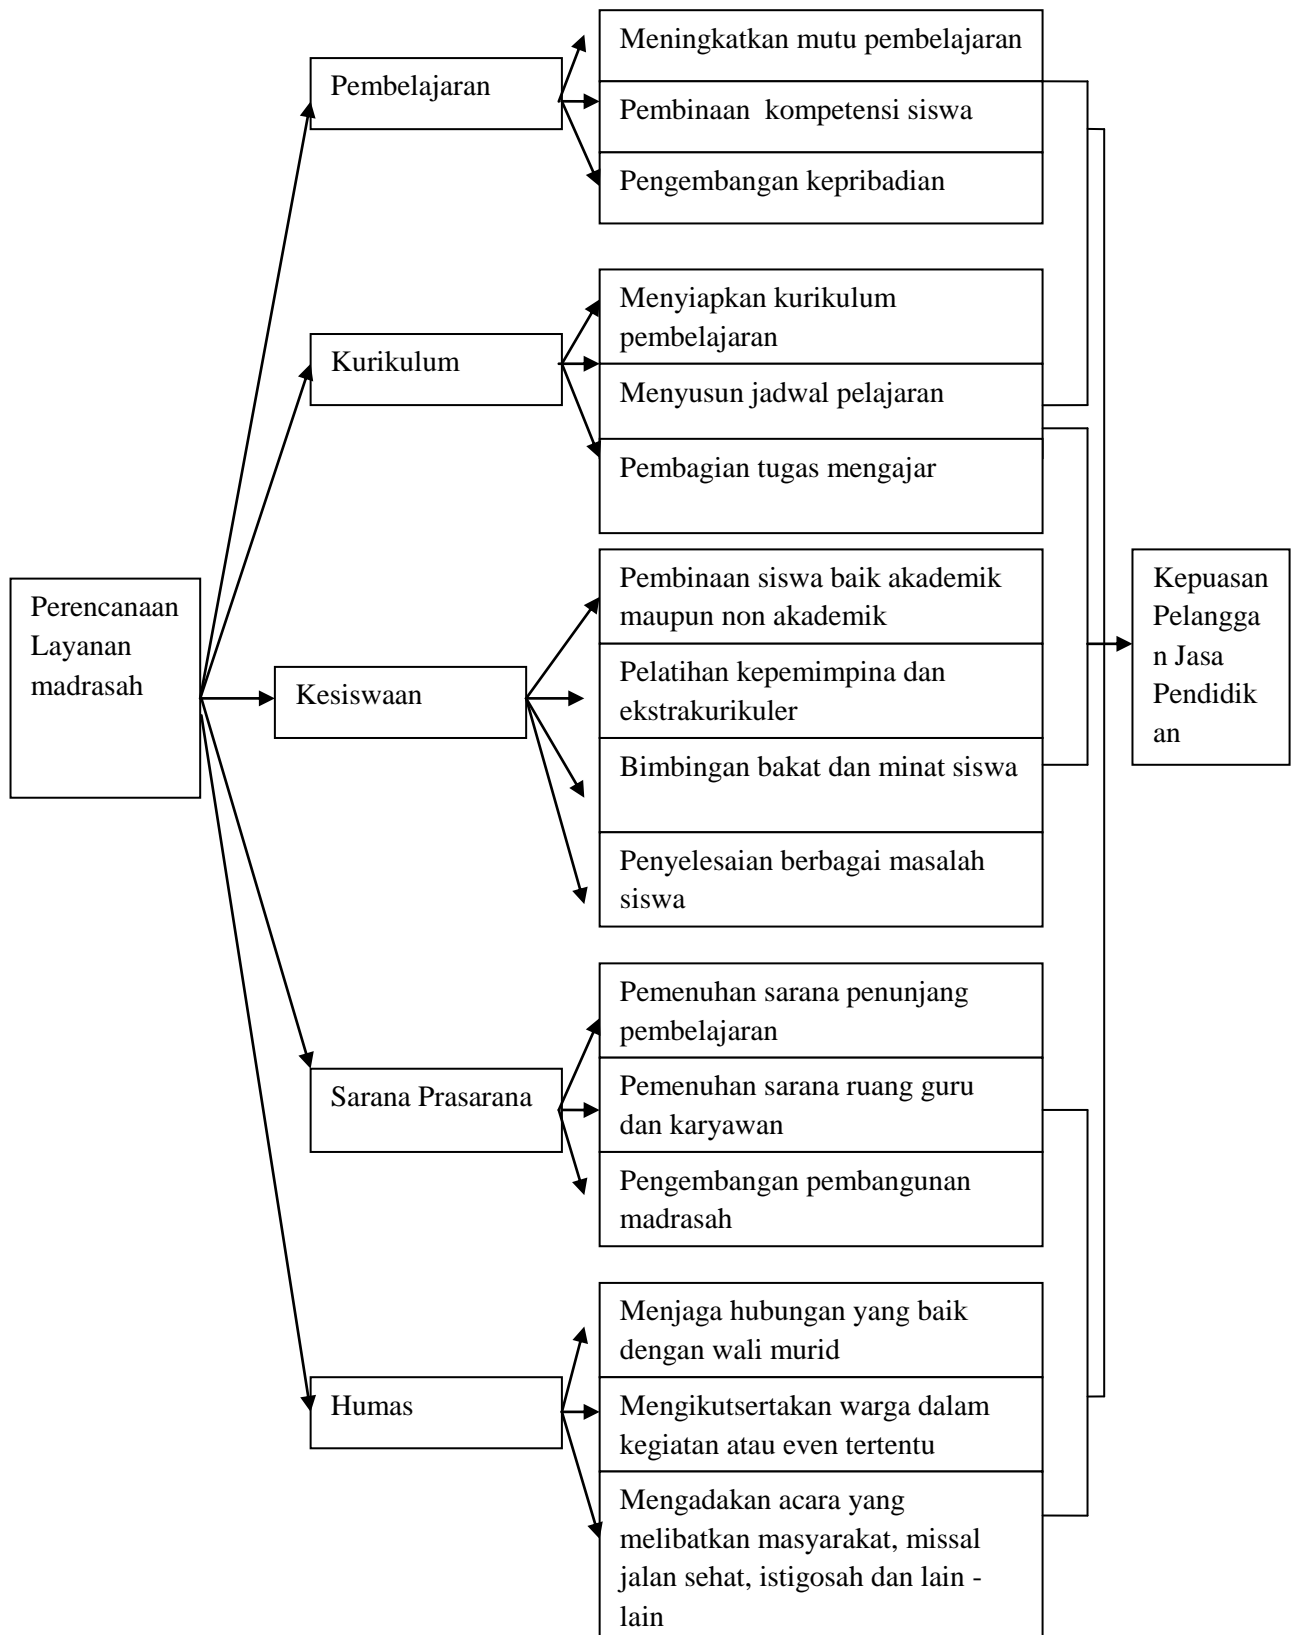 Perencanaan
Layanan
madrasah
Pembelajaran
Meningkatkan mutu pembelajaran
Pembinaan kompetensi siswa
Pengembangan kepribadian
Kurikulum
Menyiapkan kurikulum
pembelajaran
Menyusun jadwal pelajaran
Pembagian tugas mengajar
Kesiswaan
Pembinaan siswa baik akademik
maupun non akademik
Pelatihan kepemimpina dan
ekstrakurikuler
Bimbingan bakat dan minat siswa
Penyelesaian berbagai masalah
siswa
Sarana Prasarana
Pemenuhan sarana penunjang
pembelajaran
Pemenuhan sarana ruang guru
dan karyawan
Pengembangan pembangunan
madrasah
Humas
Menjaga hubungan yang baik
dengan wali murid
Mengikutsertakan warga dalam
kegiatan atau even tertentu
Mengadakan acara yang
melibatkan masyarakat, missal
jalan sehat, istigosah dan lain -
lain
Kepuasan
Pelangga
n Jasa
Pendidik
an